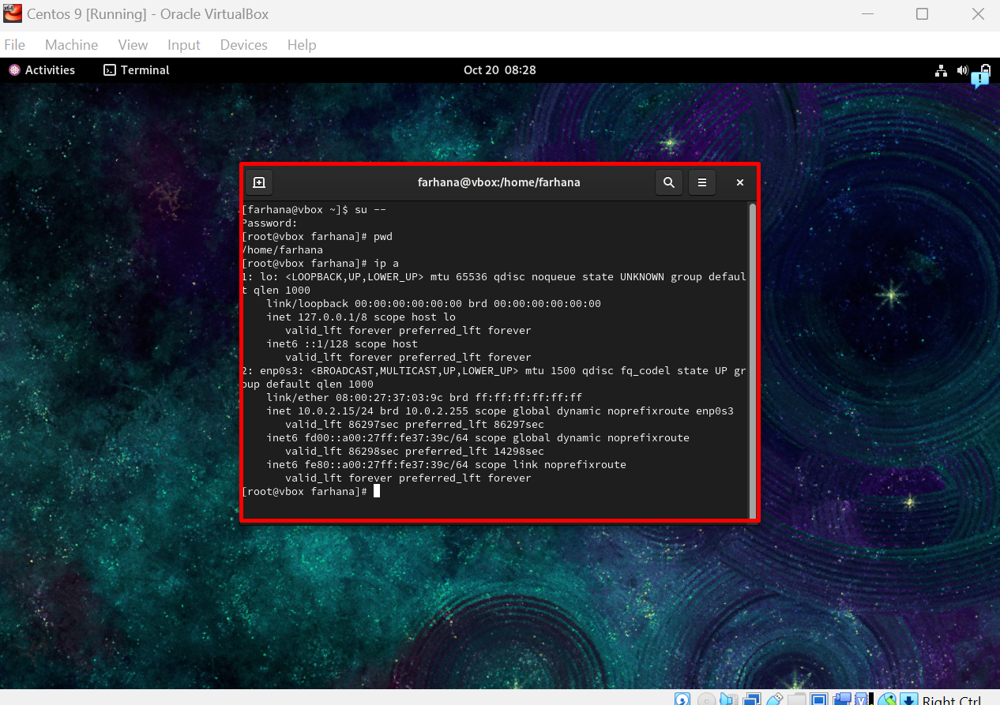 Centos 9 [Running] - Oracle VirtualBox
File Machine View Input Devices Help
Activities Terminal Oct 20 08:28
farhana@vbox:/home/farhana
[farhana@vbox ~]$ su --
Password:
[root@vbox farhana]# pwd
/home/farhana
[root@vbox farhana]# ip a
1: lo: <LOOPBACK,UP,LOWER_UP> mtu 65536 qdisc noqueue state UNKNOWN group defaul
t qlen 1000
    link/loopback 00:00:00:00:00:00 brd 00:00:00:00:00:00
    inet 127.0.0.1/8 scope host lo
       valid_lft forever preferred_lft forever
    inet6 ::1/128 scope host
       valid_lft forever preferred_lft forever
2: enp0s3: <BROADCAST,MULTICAST,UP,LOWER_UP> mtu 1500 qdisc fq_codel state UP gr
oup default qlen 1000
    link/ether 08:00:27:37:03:9c brd ff:ff:ff:ff:ff:ff
    inet 10.0.2.15/24 brd 10.0.2.255 scope global dynamic noprefixroute enp0s3
       valid_lft 86297sec preferred_lft 86297sec
    inet6 fd00::a00:27ff:fe37:39c/64 scope global dynamic noprefixroute
       valid_lft 86298sec preferred_lft 14298sec
    inet6 fe80::a00:27ff:fe37:39c/64 scope link noprefixroute
       valid_lft forever preferred_lft forever
[root@vbox farhana]#
Right Ctrl